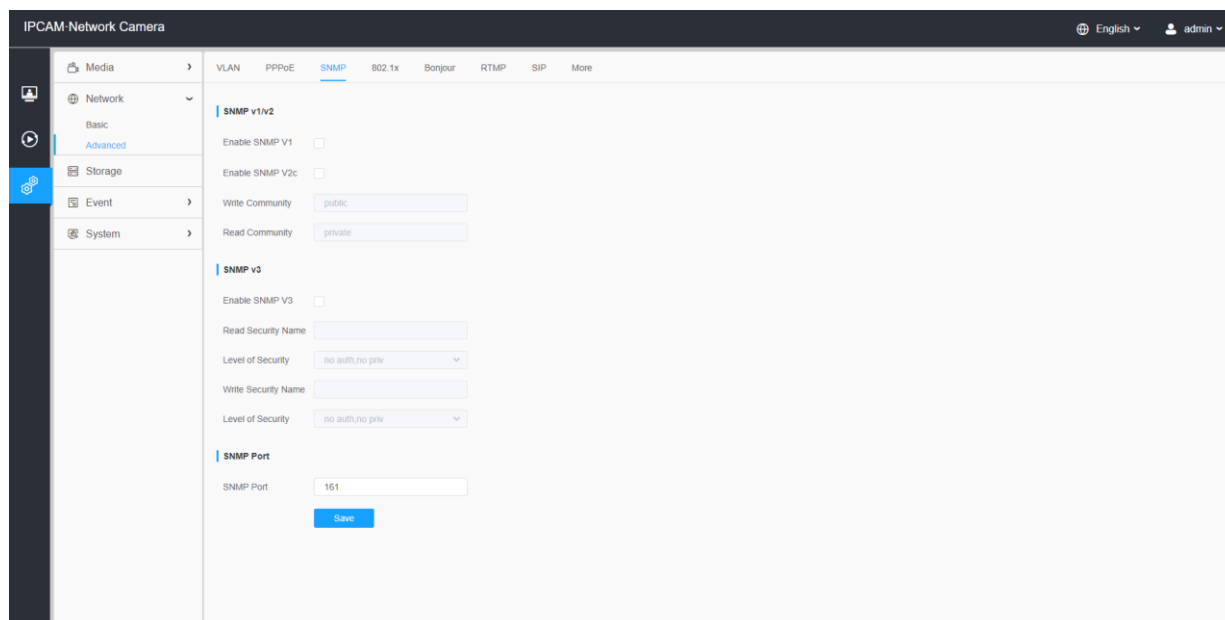 IPCAM-Network Camera
English
admin
Media
Network
Basic
Advanced
Storage
Event
System
VLAN PPPoE SNMP 802.1x Bonjour RTMP SIP More
SNMP v1/v2
Enable SNMP V1
Enable SNMP V2c
Write Community public
Read Community private
SNMP v3
Enable SNMP V3
Read Security Name
Level of Security no auth,no priv
Write Security Name
Level of Security no auth,no priv
SNMP Port
SNMP Port 161
Save